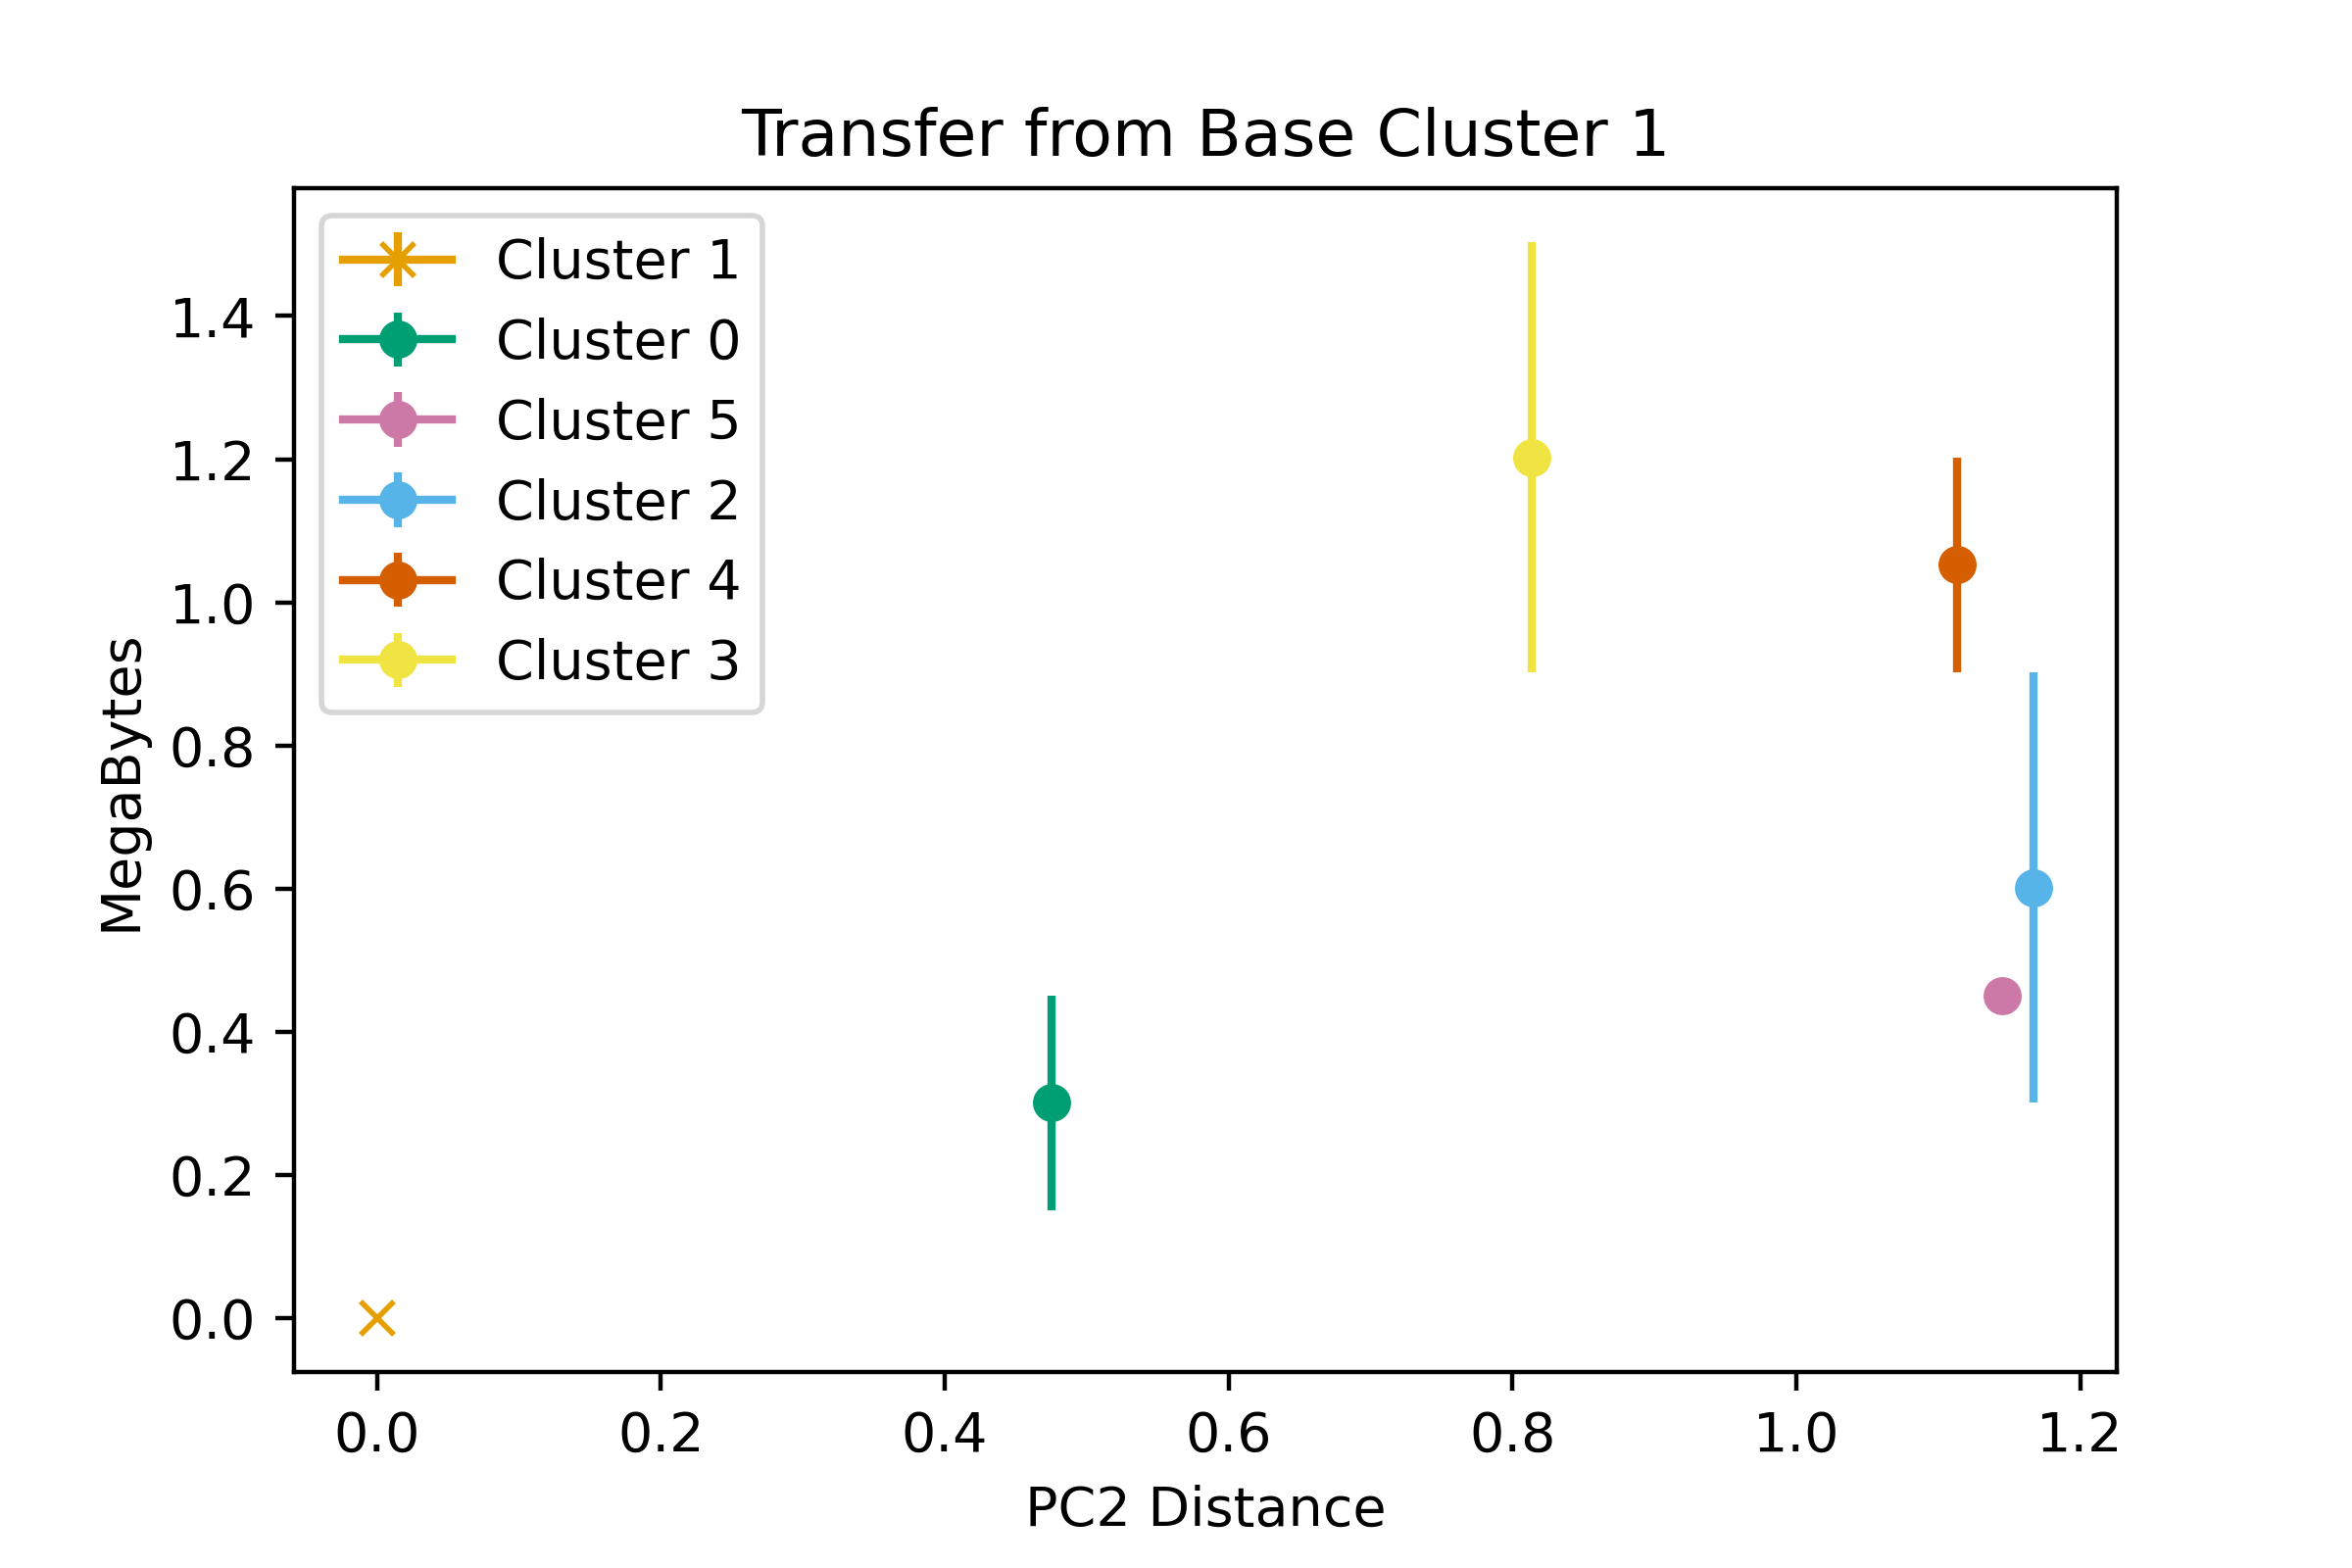 Transfer from Base Cluster 1
Cluster 1
Cluster 0
Cluster 5
Cluster 2
Cluster 4
Cluster 3
MegaBytes
1.4
1.2
1.0
0.8
0.6
0.4
0.2
0.0
0.0 0.2 0.4 0.6 0.8 1.0 1.2
PC2 Distance